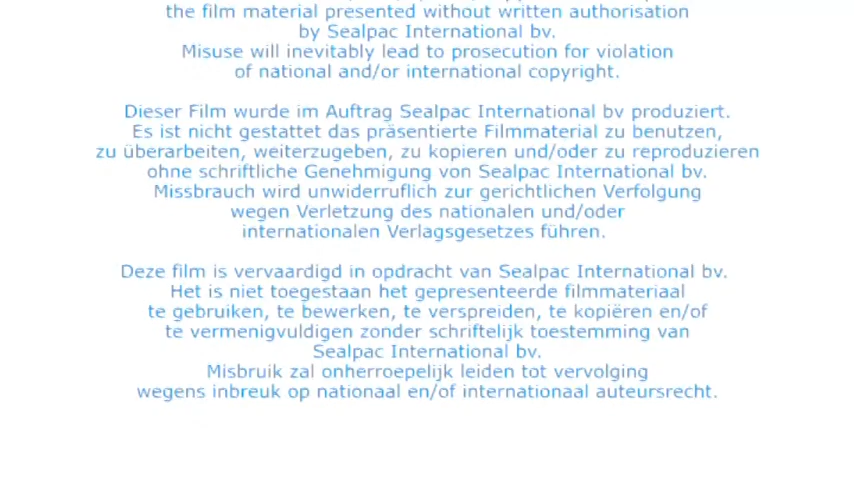 the film material presented without written authorisation
by Sealpac International bv.
Misuse will inevitably lead to prosecution for violation
of national and/or international copyright.
Dieser Film wurde im Auftrag Sealpac International bv produziert.
Es ist nicht gestattet das präsentierte Filmmaterial zu benutzen,
zu überarbeiten, weiterzugeben, zu kopieren und/oder zu reproduzieren
ohne schriftliche Genehmigung von Sealpac International bv.
Missbrauch wird unwiderruflich zur gerichtlichen Verfolgung
wegen Verletzung des nationalen und/oder
internationalen Verlagsgesetzes führen.
Deze film is vervaardigd in opdracht van Sealpac International bv.
Het is niet toegestaan het gepresenteerde filmmateriaal
te gebruiken, te bewerken, te verspreiden, te kopiëren en/of
te vermenigvuldigen zonder schriftelijk toestemming van
Sealpac International bv.
Misbruik zal onherroepelijk leiden tot vervolging
wegens inbreuk op nationaal en/of internationaal auteursrecht.